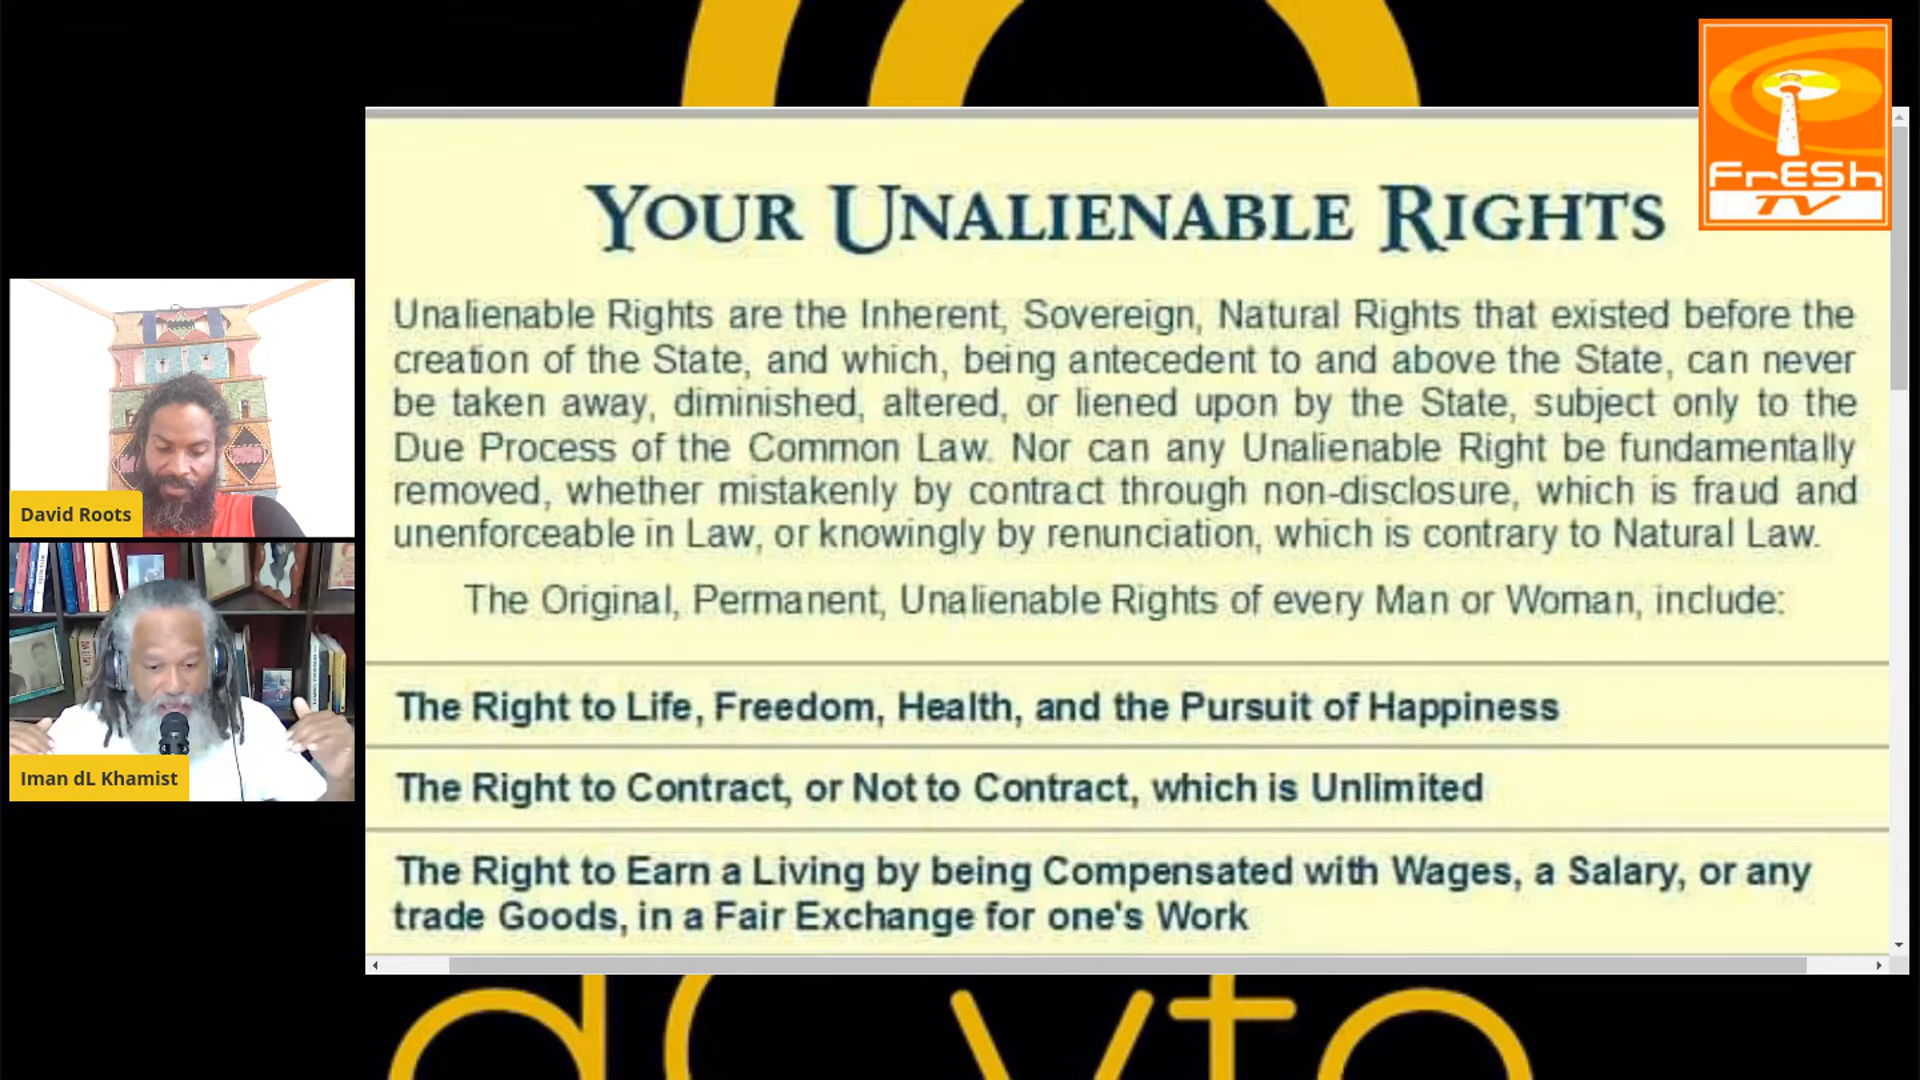 FrESh
TV
YOUR UNALIENABLE RIGHTS
Unalienable Rights are the Inherent, Sovereign, Natural Rights that existed before the
creation of the State, and which, being antecedent to and above the State, can never
be taken away, diminished, altered, or liened upon by the State, subject only to the
Due Process of the Common Law. Nor can any Unalienable Right be fundamentally
removed, whether mistakenly by contract through non-disclosure, which is fraud and
unenforceable in Law, or knowingly by renunciation, which is contrary to Natural Law.
The Original, Permanent, Unalienable Rights of every Man or Woman, include:
The Right to Life, Freedom, Health, and the Pursuit of Happiness
The Right to Contract, or Not to Contract, which is Unlimited
The Right to Earn a Living by being Compensated with Wages, a Salary, or any
trade Goods, in a Fair Exchange for one's Work
David Roots
Iman dL Khamist